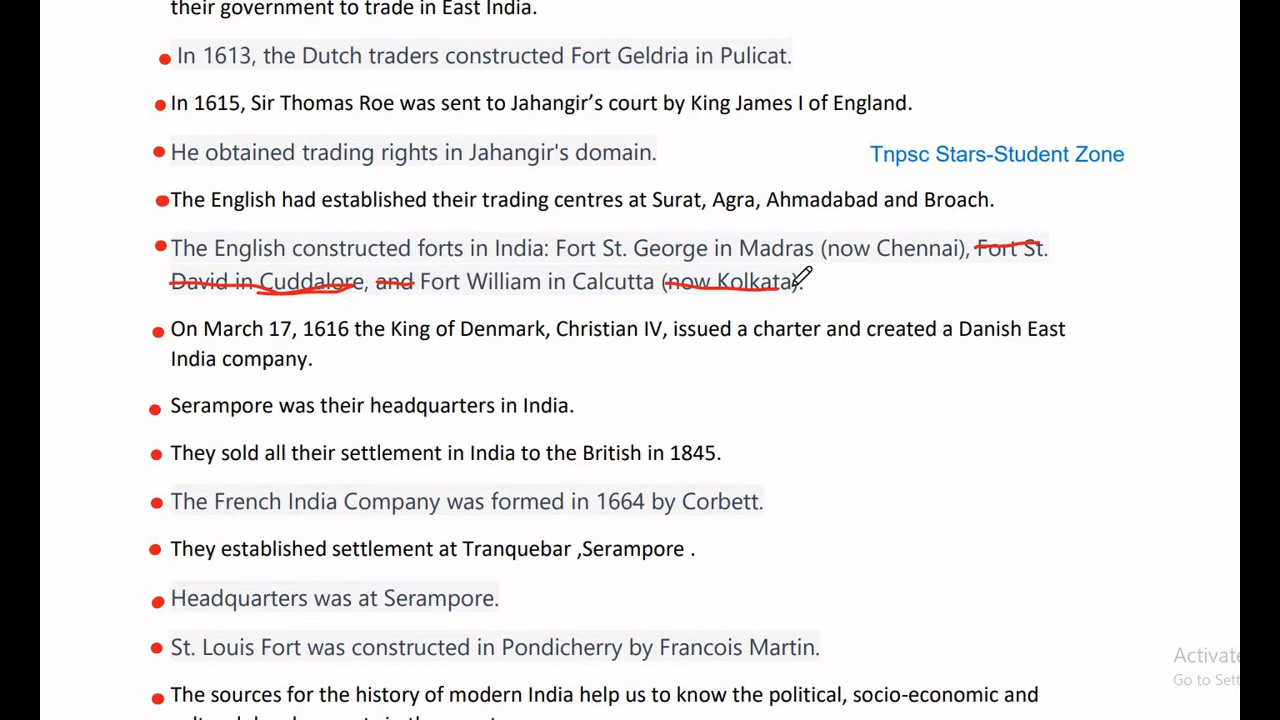 their government to trade in East India.
In 1613, the Dutch traders constructed Fort Geldria in Pulicat.
In 1615, Sir Thomas Roe was sent to Jahangir’s court by King James I of England.
He obtained trading rights in Jahangir's domain.
Tnpsc Stars-Student Zone
The English had established their trading centres at Surat, Agra, Ahmadabad and Broach.
The English constructed forts in India: Fort St. George in Madras (now Chennai), Fort St.
David in Cuddalore, and Fort William in Calcutta (now Kolkata).
On March 17, 1616 the King of Denmark, Christian IV, issued a charter and created a Danish East
India company.
Serampore was their headquarters in India.
They sold all their settlement in India to the British in 1845.
The French India Company was formed in 1664 by Corbett.
They established settlement at Tranquebar ,Serampore .
Headquarters was at Serampore.
St. Louis Fort was constructed in Pondicherry by Francois Martin.
Activate
Go to Sett
The sources for the history of modern India help us to know the political, socio-economic and